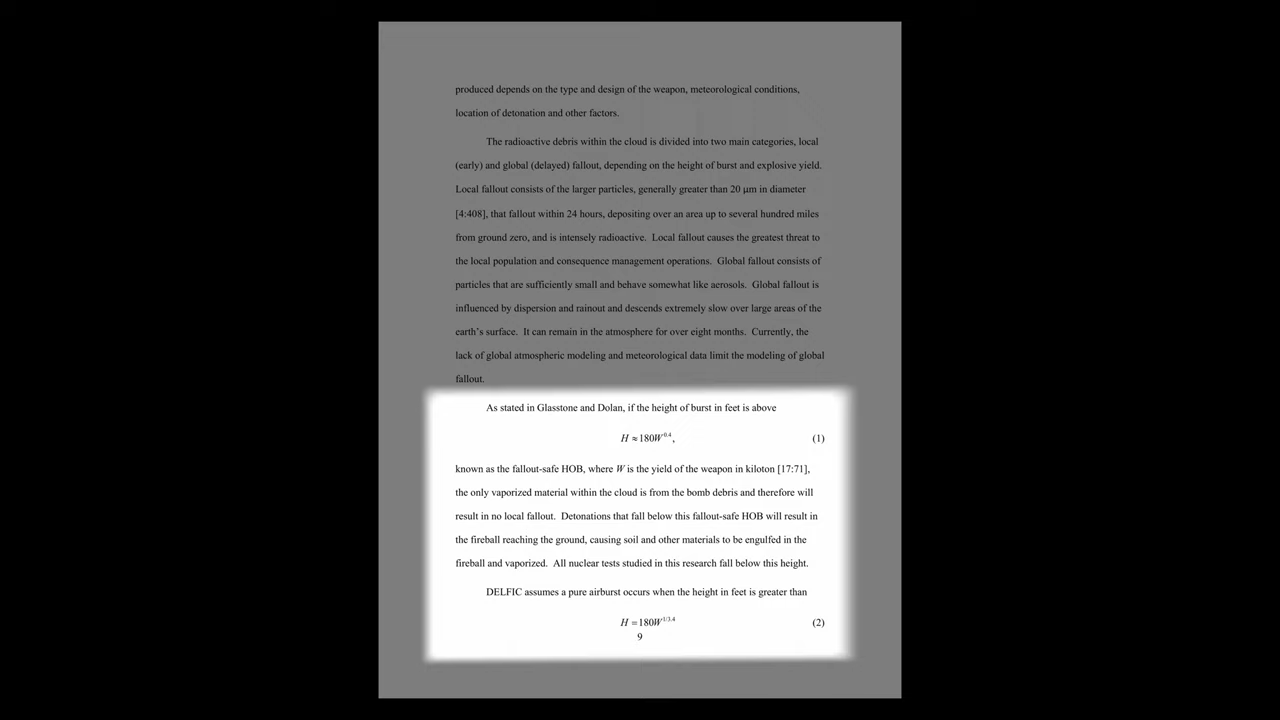 produced depends on the type and design of the weapon, meteorological conditions,
location of detonation and other factors.
The radioactive debris within the cloud is divided into two main categories, local
(early) and global (delayed) fallout, depending on the height of burst and explosive yield.
Local fallout consists of the larger particles, generally greater than 20 μm in diameter
[4:408], that fallout within 24 hours, depositing over an area up to several hundred miles
from ground zero, and is intensely radioactive.  Local fallout causes the greatest threat to
the local population and consequence management operations.  Global fallout consists of
particles that are sufficiently small and behave somewhat like aerosols.  Global fallout is
influenced by dispersion and rainout and descends extremely slow over large areas of the
earth's surface.  It can remain in the atmosphere for over eight months.  Currently, the
lack of global atmospheric modeling and meteorological data limit the modeling of global
fallout.
As stated in Glasstone and Dolan, if the height of burst in feet is above
H ≈ 180W^0.4, (1)
known as the fallout-safe HOB, where W is the yield of the weapon in kiloton [17:71],
the only vaporized material within the cloud is from the bomb debris and therefore will
result in no local fallout.  Detonations that fall below this fallout-safe HOB will result in
the fireball reaching the ground, causing soil and other materials to be engulfed in the
fireball and vaporized.  All nuclear tests studied in this research fall below this height.
DELFIC assumes a pure airburst occurs when the height in feet is greater than
H = 180W^1/3.4 (2)
9